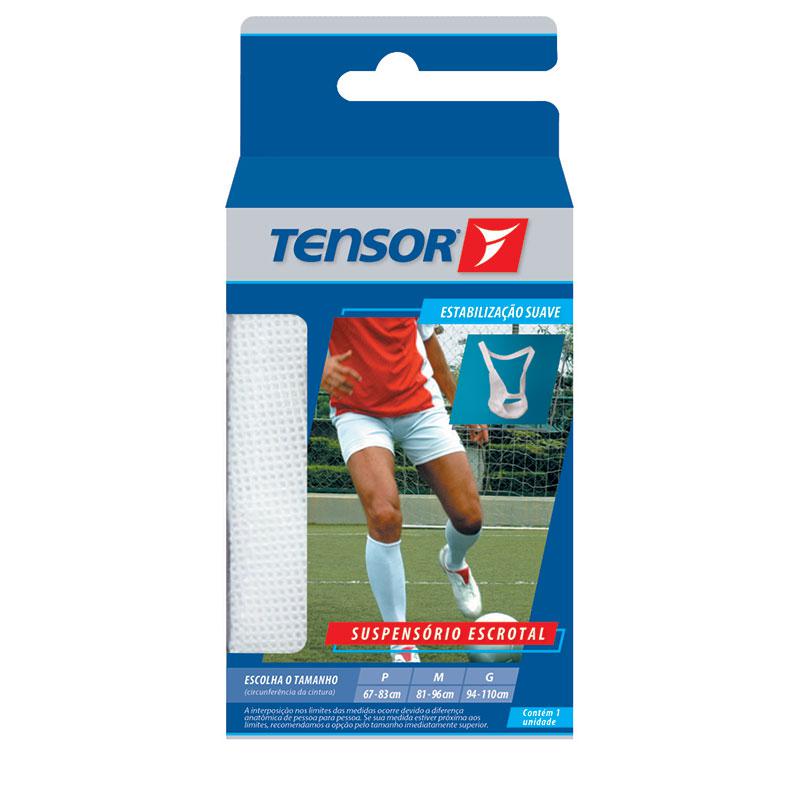 TENSOR®
ESTABILIZAÇÃO SUAVE
SUSPENSÓRIO ESCROTAL
ESCOLHA O TAMANHO
(circunferência da cintura)
P M G
67-83cm 81-96cm 94-110cm
A interposição nos limites das medidas ocorre devido a diferença
anatômica de pessoa para pessoa. Se sua medida estiver próxima aos
limites, recomendamos a opção pelo tamanho imediatamente superior.
Contém 1
unidade